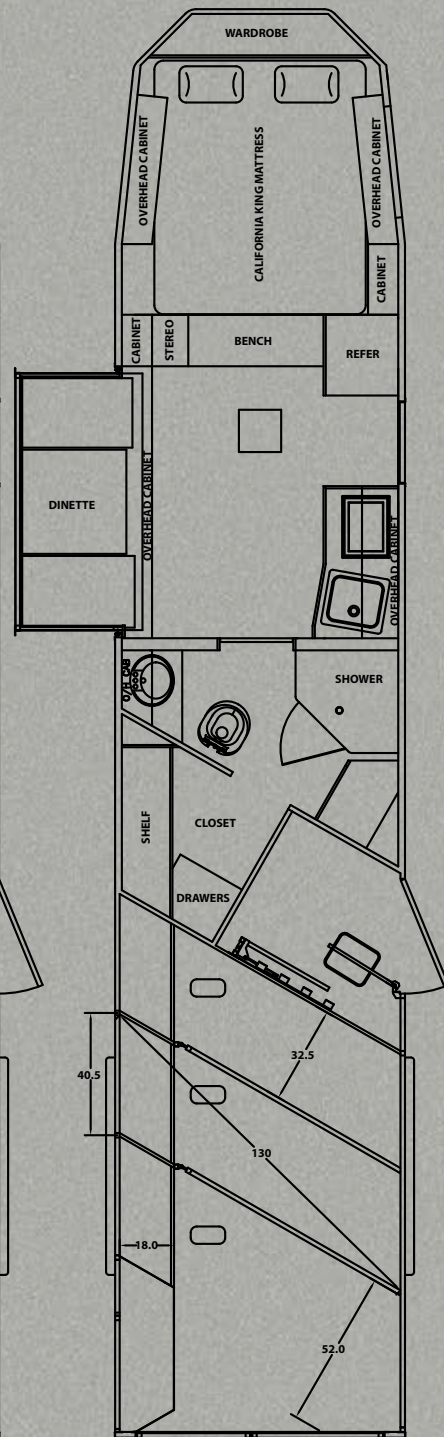 WARDROBE
OVERHEAD CABINET
CALIFORNIA KING MATTRESS
OVERHEAD CABINET
CABINET
CABINET
STEREO
BENCH
REFER
DINETTE
OVERHEAD CABINET
OVERHEAD CABINET
O/H CAB
SHOWER
SHELF
CLOSET
DRAWERS
32.5
40.5
130
18.0
52.0